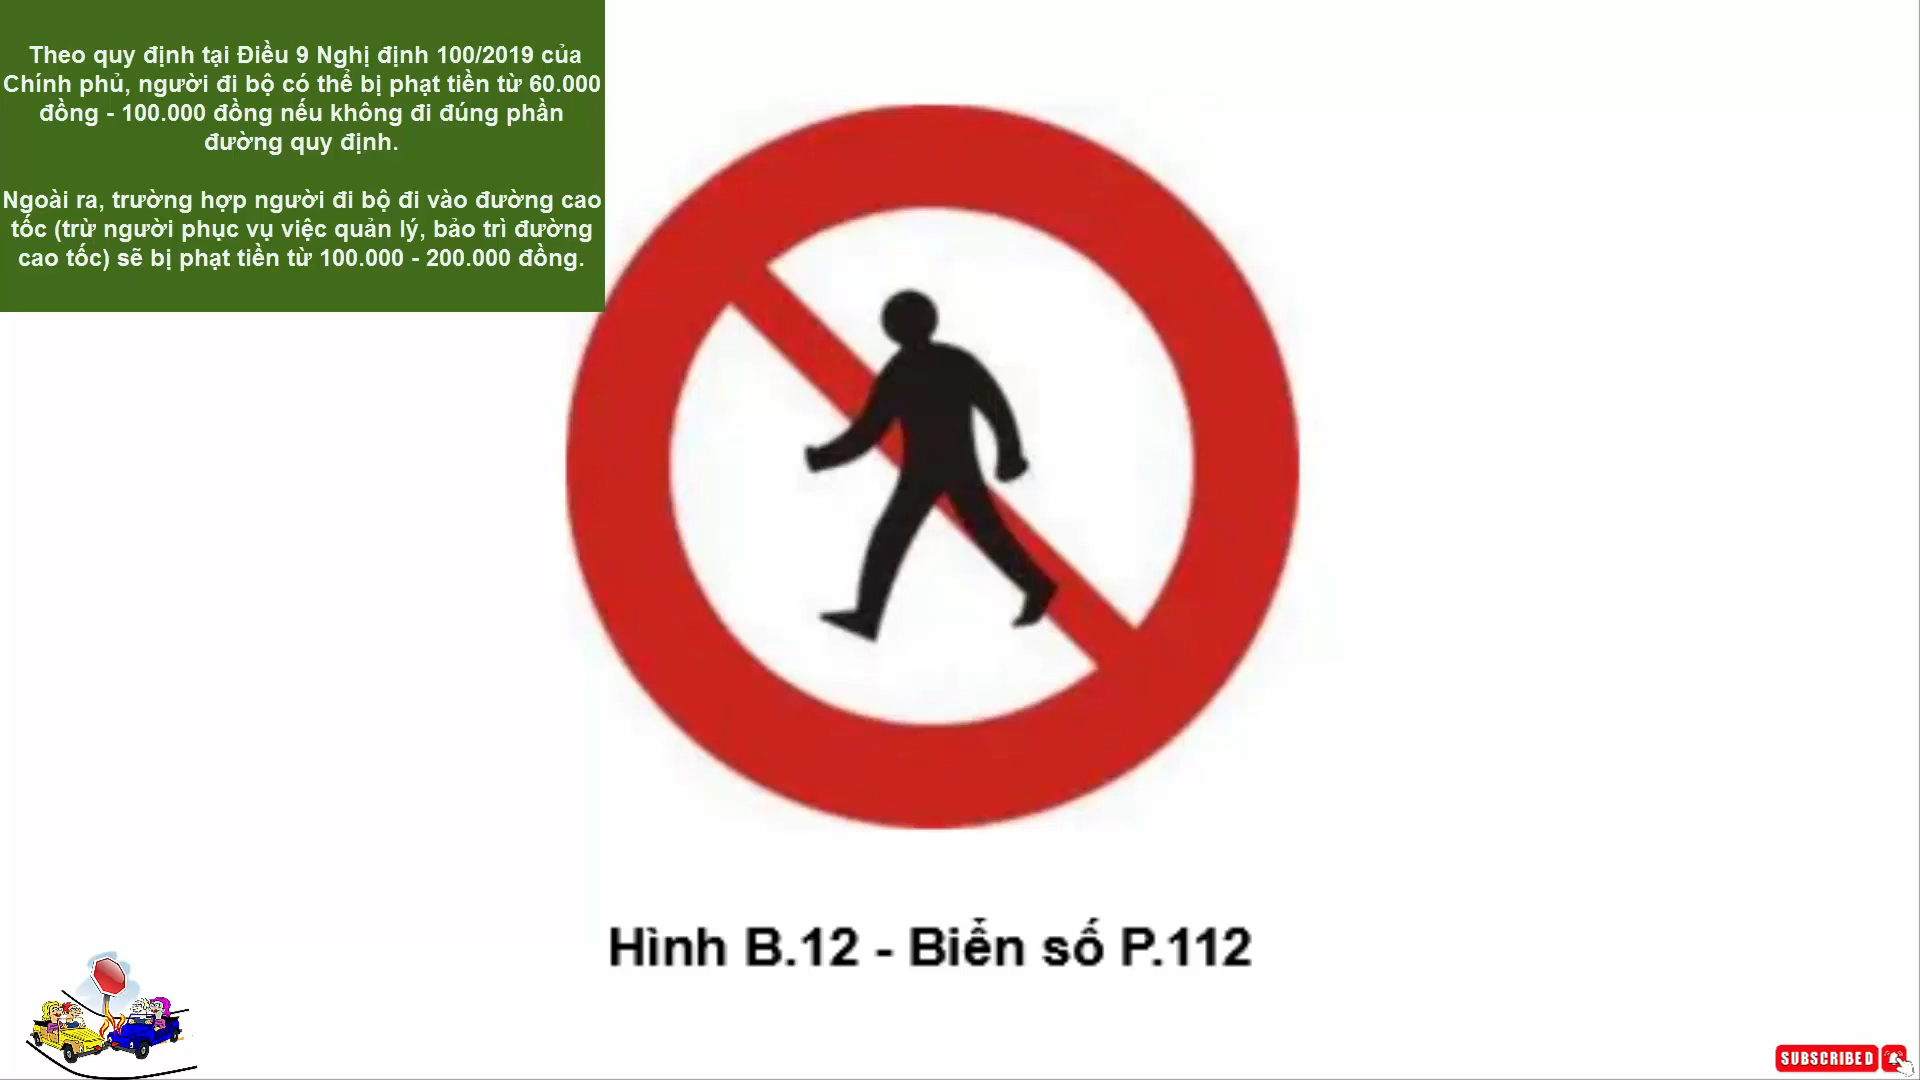 Theo quy định tại Điều 9 Nghị định 100/2019 của
Chính phủ, người đi bộ có thể bị phạt tiền từ 60.000
đồng - 100.000 đồng nếu không đi đúng phần
đường quy định.
Ngoài ra, trường hợp người đi bộ đi vào đường cao
tốc (trừ người phục vụ việc quản lý, bảo trì đường
cao tốc) sẽ bị phạt tiền từ 100.000 - 200.000 đồng.
Hình B.12 - Biển số P.112
SUBSCRIBED